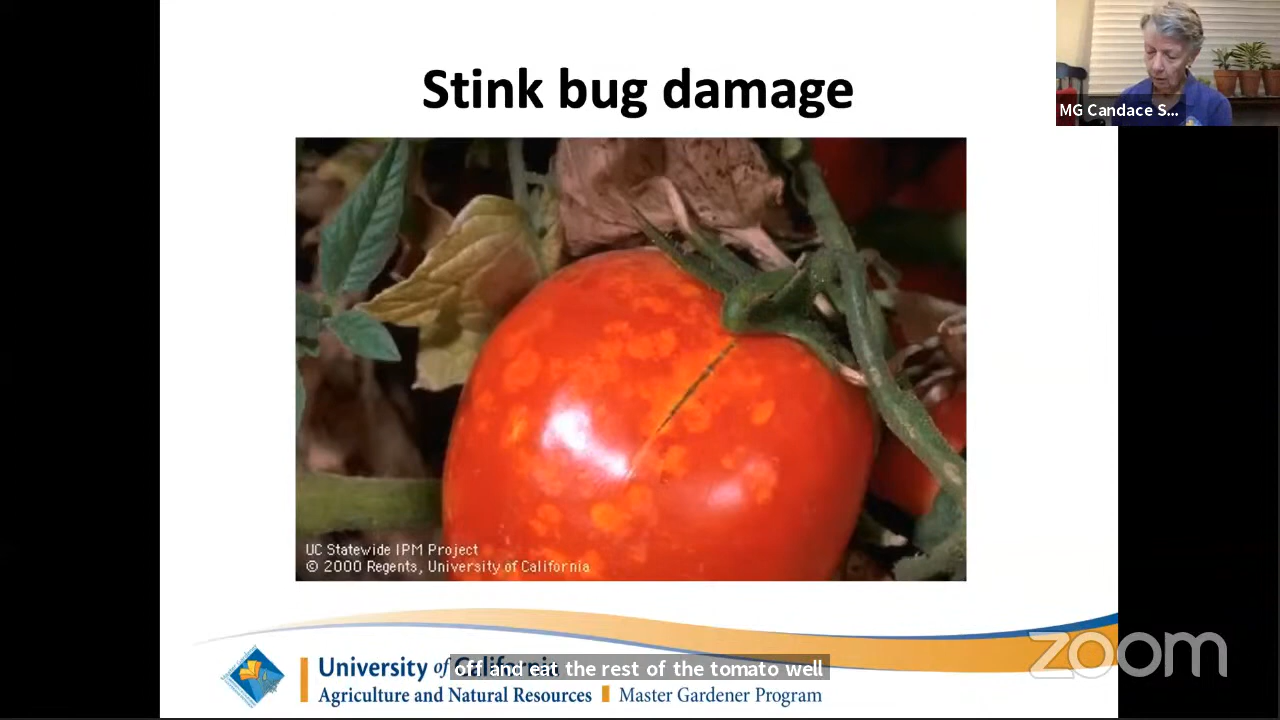 Stink bug damage
MG Candace S...
UC Statewide IPM Project
© 2000 Regents, University of California
University of California
off and eat the rest of the tomato well
Agriculture and Natural Resources Master Gardener Program
zoom